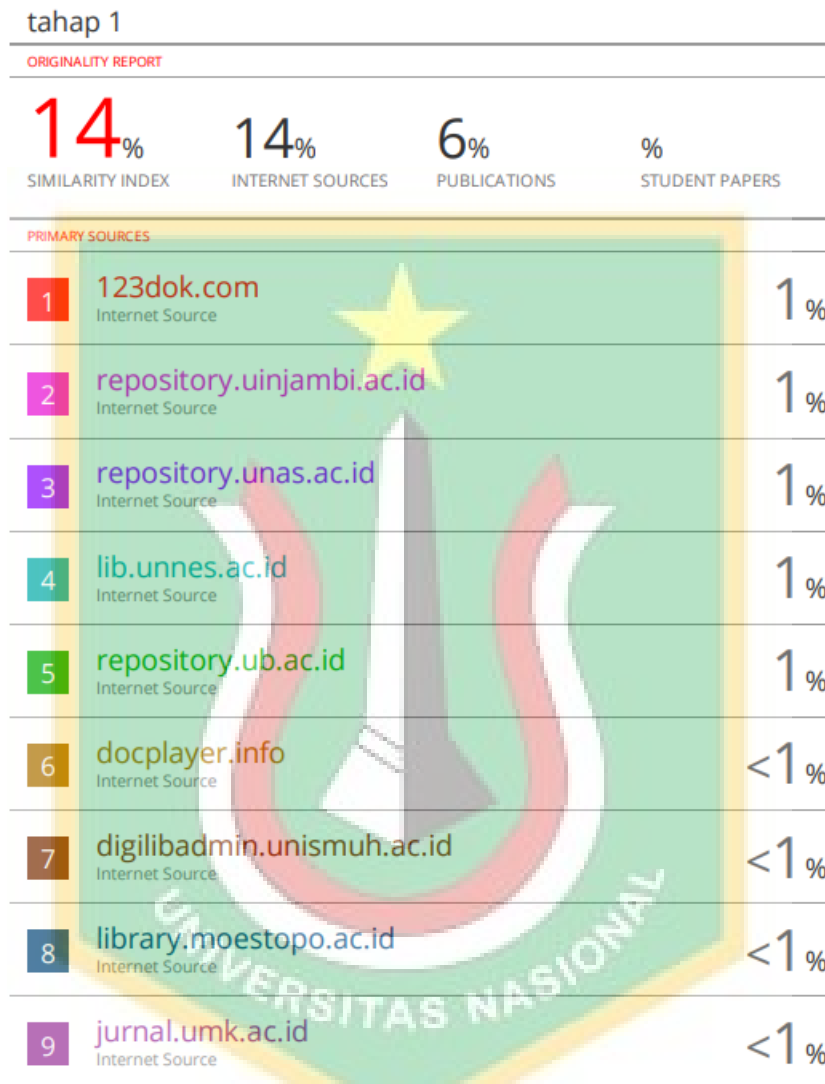 tahap 1
ORIGINALITY REPORT
14% 14% 6% %
SIMILARITY INDEX INTERNET SOURCES PUBLICATIONS STUDENT PAPERS
PRIMARY SOURCES
1 123dok.com 1%
Internet Source
2 repository.uinjambi.ac.id 1%
Internet Source
3 repository.unas.ac.id 1%
Internet Source
4 lib.unnes.ac.id 1%
Internet Source
5 repository.ub.ac.id 1%
Internet Source
6 docplayer.info <1%
Internet Source
7 digilibadmin.unismuh.ac.id <1%
Internet Source
8 library.moestopo.ac.id <1%
Internet Source
UNIVERSITAS NASIONAL
9 jurnal.umk.ac.id <1%
Internet Source